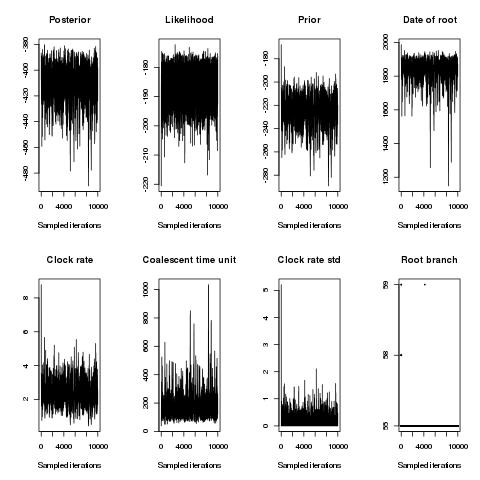 Posterior
-380
-400
-420
-440
-460
-480
0 4000 10000
Sampled iterations
Likelihood
-180
-190
-200
-210
-220
0 4000 10000
Sampled iterations
Prior
-180
-200
-220
-240
-260
-280
0 4000 10000
Sampled iterations
Date of root
2000
1800
1600
1400
1200
0 4000 10000
Sampled iterations
Clock rate
8
6
4
2
0 4000 10000
Sampled iterations
Coalescent time unit
1000
800
600
400
200
0
0 4000 10000
Sampled iterations
Clock rate std
5
4
3
2
1
0
0 4000 10000
Sampled iterations
Root branch
0 4000 10000
Sampled iterations